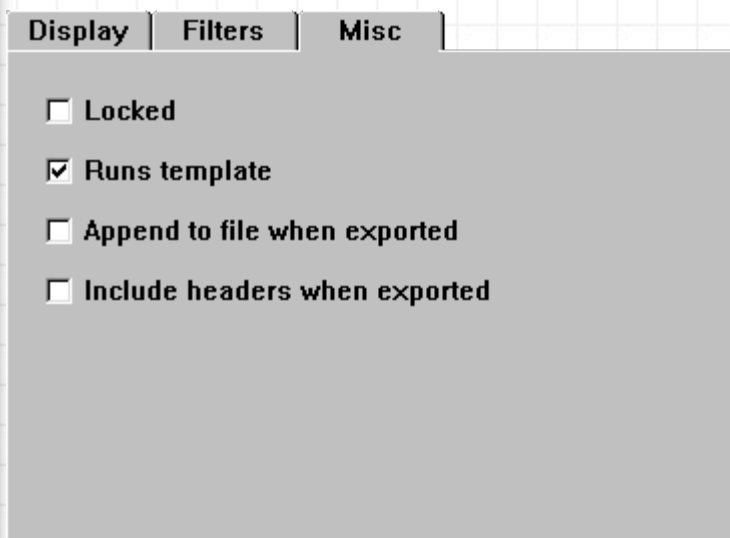 Display Filters Misc
Locked
Runs template
Append to file when exported
Include headers when exported